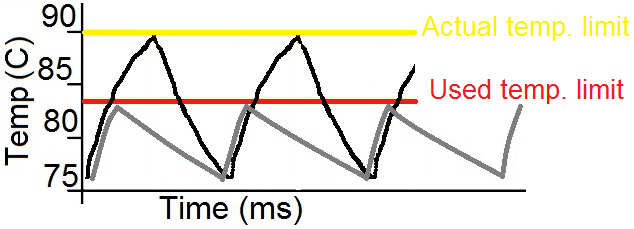 90
Actual temp. limit
85
Used temp. limit
80
75
Temp (C)
Time (ms)